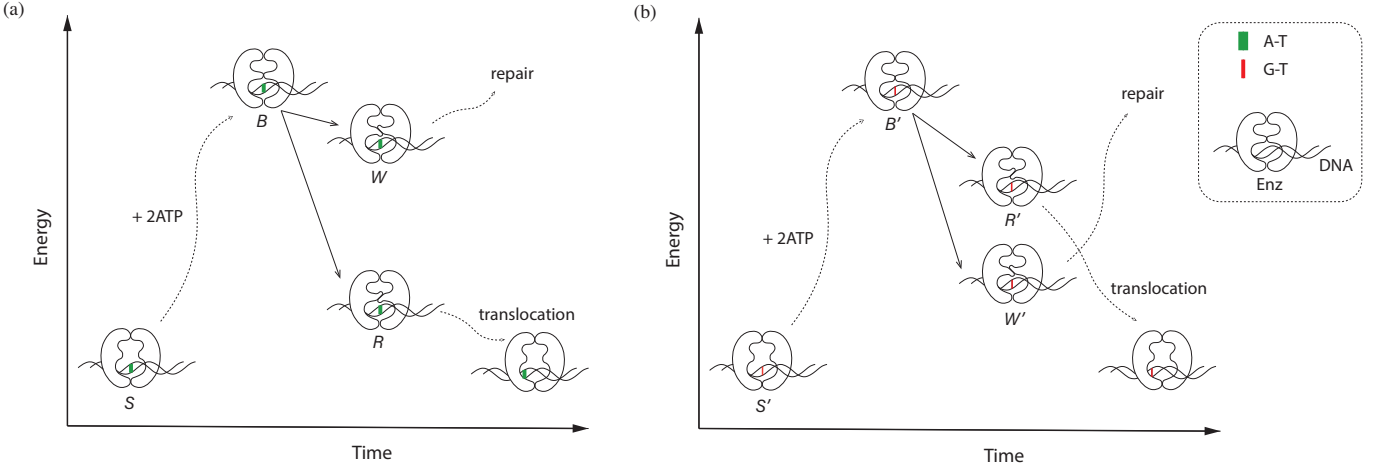 (a)
Energy
B
W
repair
+ 2ATP
R
translocation
S
Time
(b)
Energy
B′
repair
+ 2ATP
R′
W′
translocation
S′
Time
A-T
G-T
DNA
Enz